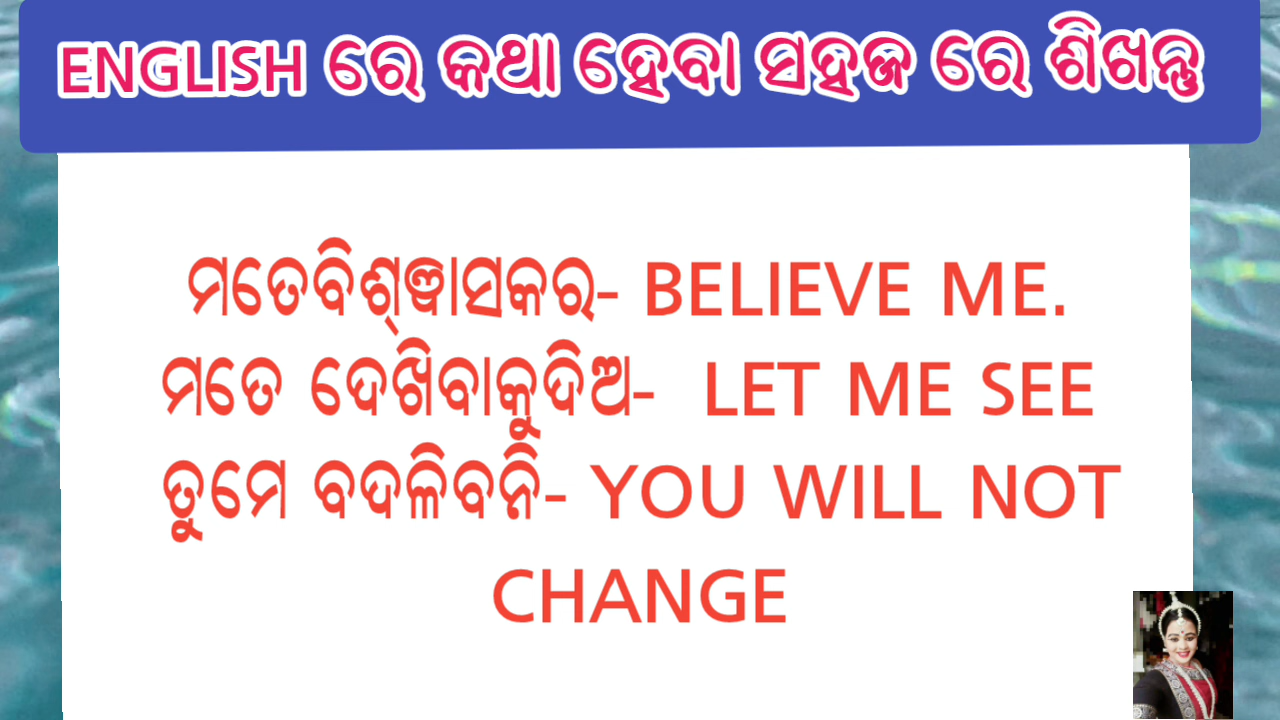 ENGLISH ରେ କଥା ହେବା ସହଜ ରେ ଶିଖନ୍ତୁ
ମତେବିଶ୍ଵାସକର- BELIEVE ME.
ମତେ ଦେଖିବାକୁଦିଅ- LET ME SEE
ତୁମେ ବଦଳିବନି- YOU WILL NOT
CHANGE